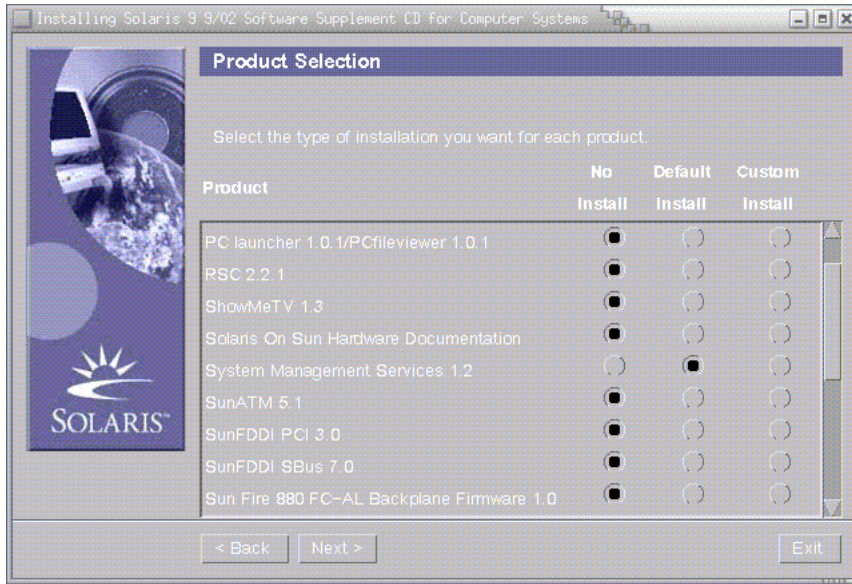 Installing Solaris 9 9/02 Software Supplement CD for Computer Systems
Product Selection
Select the type of installation you want for each product.
Product No Install Default Install Custom Install
PC launcher 1.0.1/PCfileviewer 1.0.1
RSC 2.2.1
ShowMeTV 1.3
Solaris On Sun Hardware Documentation
System Management Services 1.2
SunATM 5.1
SunFDDI PCI 3.0
SunFDDI SBus 7.0
Sun Fire 880 FC-AL Backplane Firmware 1.0
SOLARIS™
< Back Next > Exit